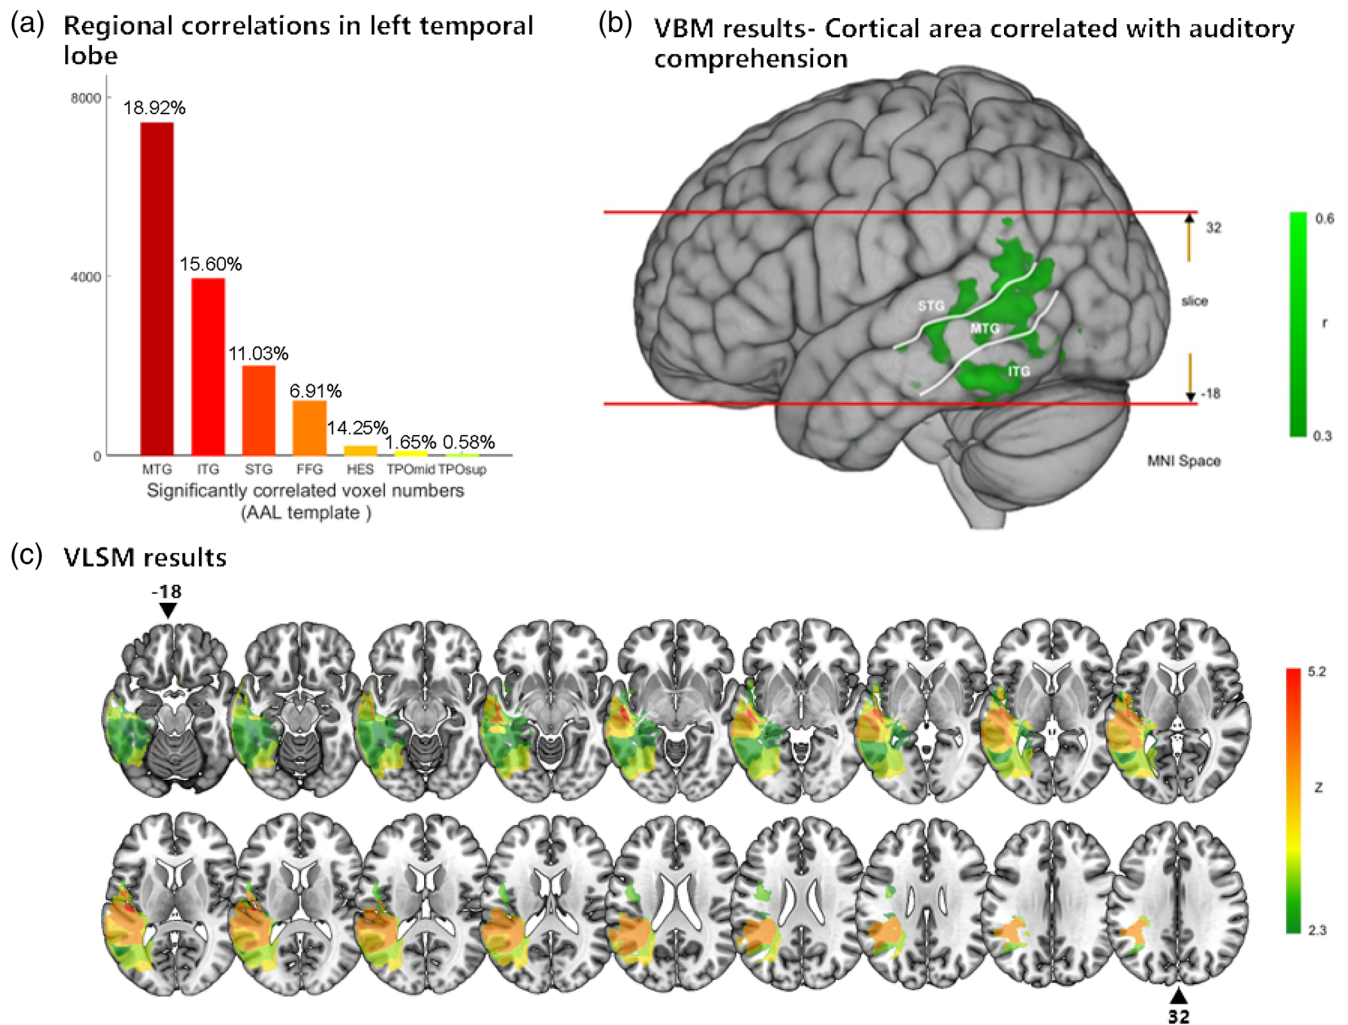 (a) Regional correlations in left temporal
lobe
8000
4000
0
18.92%
15.60%
11.03%
6.91%
14.25%
1.65% 0.58%
MTG ITG STG FFG HES TPOmid TPOsup
Significantly correlated voxel numbers
(AAL template )
(b) VBM results- Cortical area correlated with auditory
comprehension
32
slice
-18
STG
MTG
ITG
MNI Space
0.6
r
0.3
(c) VLSM results
-18
5.2
Z
2.3
32